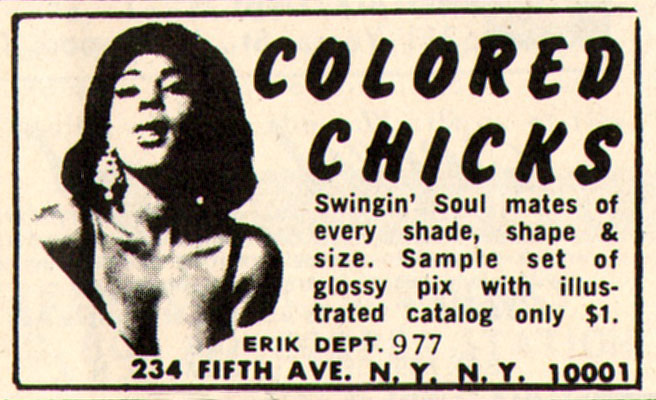 COLORED
CHICKS
Swingin' Soul mates of
every shade, shape &
size. Sample set of
glossy pix with illus-
trated catalog only $1.
ERIK DEPT. 977
234 FIFTH AVE. N.Y. N.Y. 10001